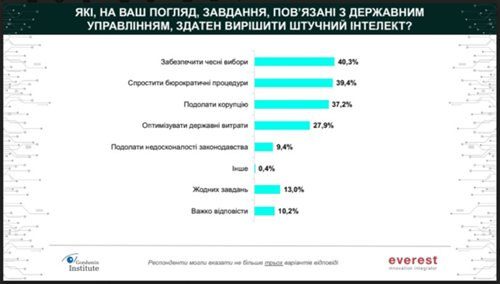 ЯКІ, НА ВАШ ПОГЛЯД, ЗАВДАННЯ, ПОВ'ЯЗАНІ З ДЕРЖАВНИМ
УПРАВЛІННЯМ, ЗДАТЕН ВИРІШИТИ ШТУЧНИЙ ІНТЕЛЕКТ?
Забезпечити чесні вибори 40,3%
Спростити бюрократичні процедури 39,4%
Подолати корупцію 37,2%
Оптимізувати державні витрати 27,9%
Подолати недосконалості законодавства 9,4%
Інше 0,4%
Жодних завдань 13,0%
Важко відповісти 10,2%
Gorshenin
Institute
Респонденти могли вказати не більше трьох варіантів відповіді
everest
innovation integrator